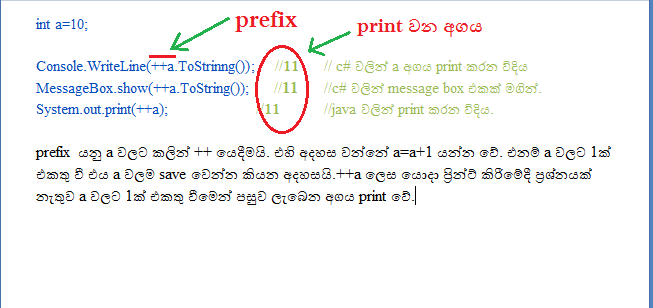 prefix
print වන අගය
int a=10;
Console.WriteLine(++a.ToStrinng()); //11 // c# වලින් a අගය print කරන විදිය
MessageBox.show(++a.ToString()); //11 //c# වලින් message box එකක් මගින්.
System.out.print(++a); //11 //java වලින් print කරන විදිය.
prefix යනු a වලට කලින් ++ යෙදීමයි. එහි අදහස වන්නේ a=a+1 යන්න වේ. එනම් a වලට 1ක්
එකතු වී එය a වලම save වෙන්න කියන අදහසයි.++a ලෙස යොදා ප්‍රින්ට් කිරිමේදි ප්‍රශ්නයක්
නැතුව a වලට 1ක් එකතු වීමෙන් පසුව ලැබෙන අගය print වේ.